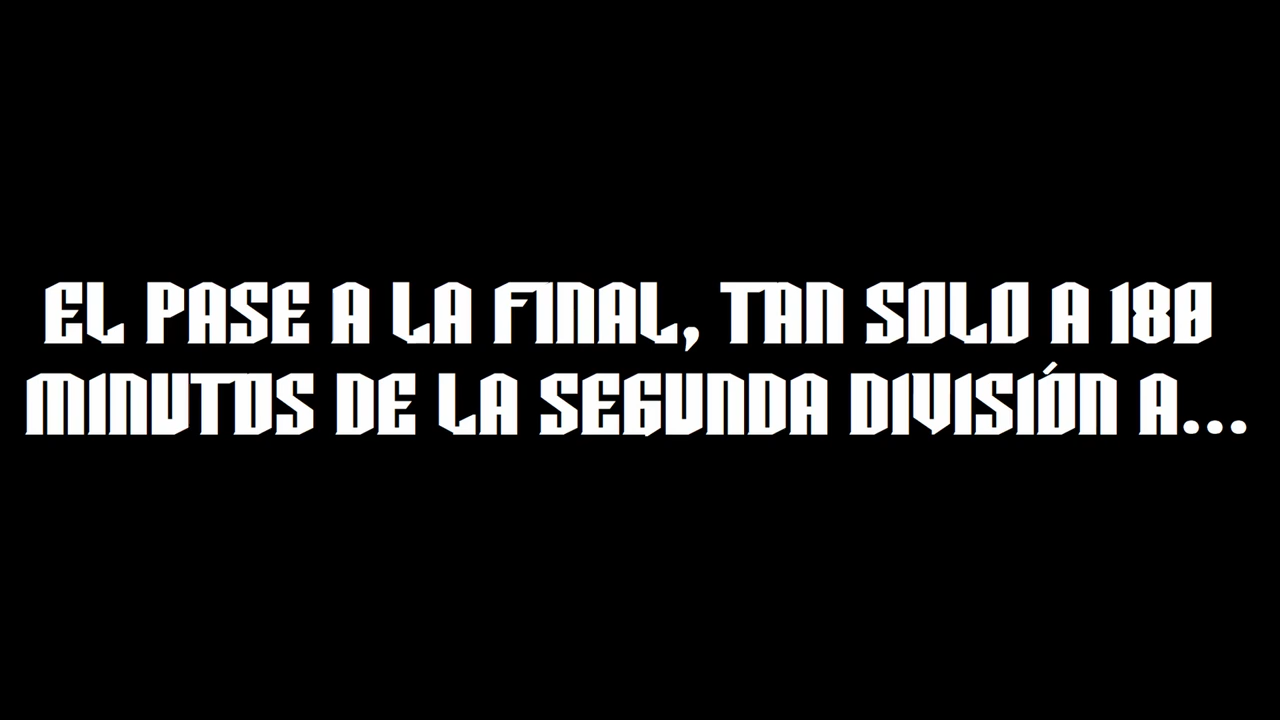 EL PASE A LA FINAL, TAN SOLO A 180
MINUTOS DE LA SEGUNDA DIVISIÓN A...